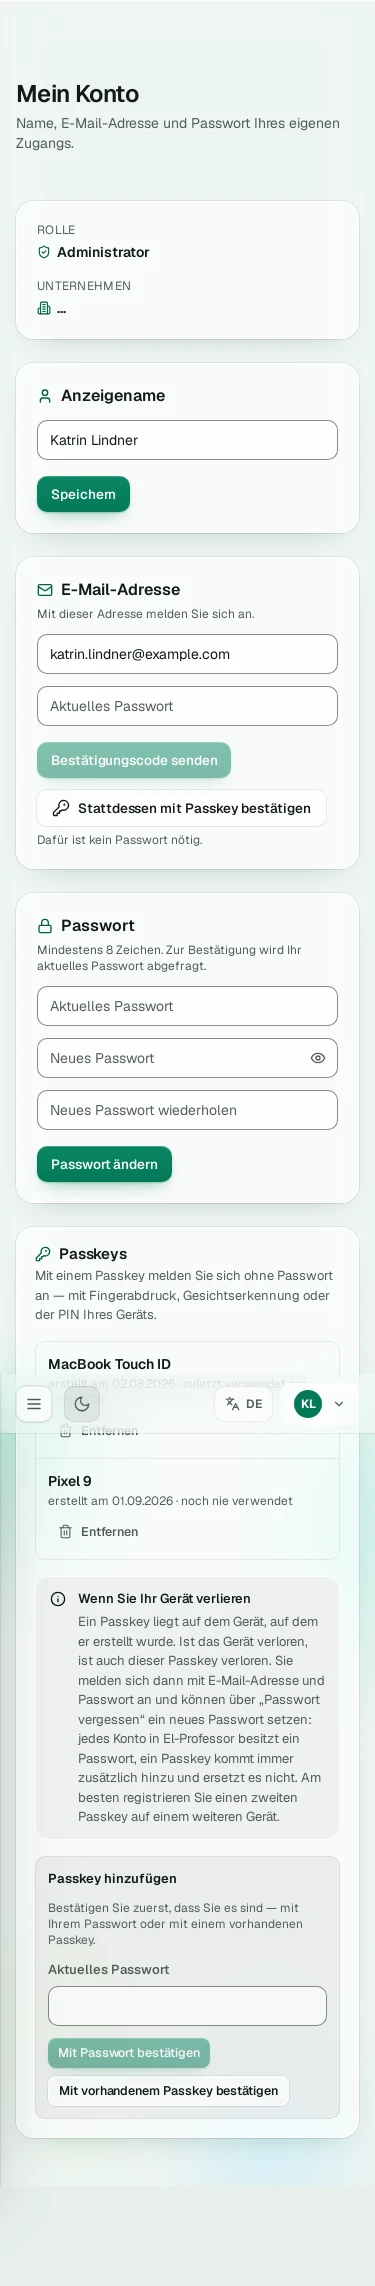 Mein Konto
Name, E-Mail-Adresse und Passwort Ihres eigenen
Zugangs.
ROLLE
Administrator
UNTERNEHMEN
...
Anzeigename
Katrin Lindner
Speichern
E-Mail-Adresse
Mit dieser Adresse melden Sie sich an.
katrin.lindner@example.com
Aktuelles Passwort
Bestätigungscode senden
Stattdessen mit Passkey bestätigen
Dafür ist kein Passwort nötig.
Passwort
Mindestens 8 Zeichen. Zur Bestätigung wird Ihr
aktuelles Passwort abgefragt.
Aktuelles Passwort
Neues Passwort
Neues Passwort wiederholen
Passwort ändern
Passkeys
Mit einem Passkey melden Sie sich ohne Passwort
an — mit Fingerabdruck, Gesichtserkennung oder
der PIN Ihres Geräts.
MacBook Touch ID
erstellt am 02.08.2026 · zuletzt verwendet am
DE
KL
Entfernen
Pixel 9
erstellt am 01.09.2026 · noch nie verwendet
Entfernen
Wenn Sie Ihr Gerät verlieren
Ein Passkey liegt auf dem Gerät, auf dem
er erstellt wurde. Ist das Gerät verloren,
ist auch dieser Passkey verloren. Sie
melden sich dann mit E-Mail-Adresse und
Passwort an und können über „Passwort
vergessen“ ein neues Passwort setzen:
jedes Konto in El-Professor besitzt ein
Passwort, ein Passkey kommt immer
zusätzlich hinzu und ersetzt es nicht. Am
besten registrieren Sie einen zweiten
Passkey auf einem weiteren Gerät.
Passkey hinzufügen
Bestätigen Sie zuerst, dass Sie es sind — mit
Ihrem Passwort oder mit einem vorhandenen
Passkey.
Aktuelles Passwort
Mit Passwort bestätigen
Mit vorhandenem Passkey bestätigen